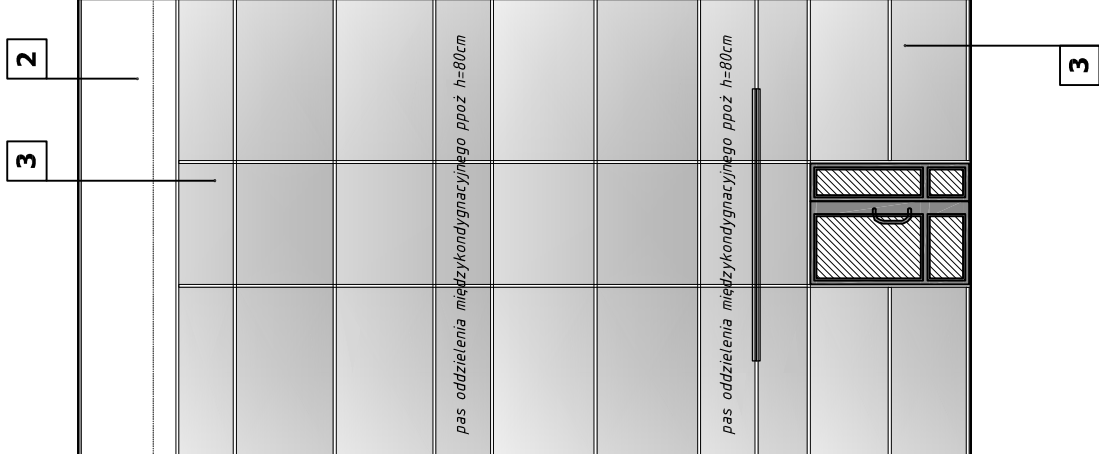 2
3
pas oddzielenia międzykondygnacyjnego ppoż h=80cm
pas oddzielenia międzykondygnacyjnego ppoż h=80cm
3